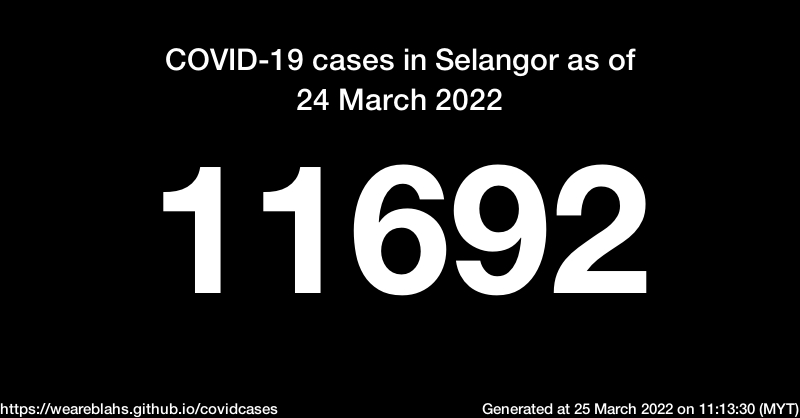 COVID-19 cases in Selangor as of
24 March 2022
11692
https://weareblahs.github.io/covidcases
Generated at 25 March 2022 on 11:13:30 (MYT)